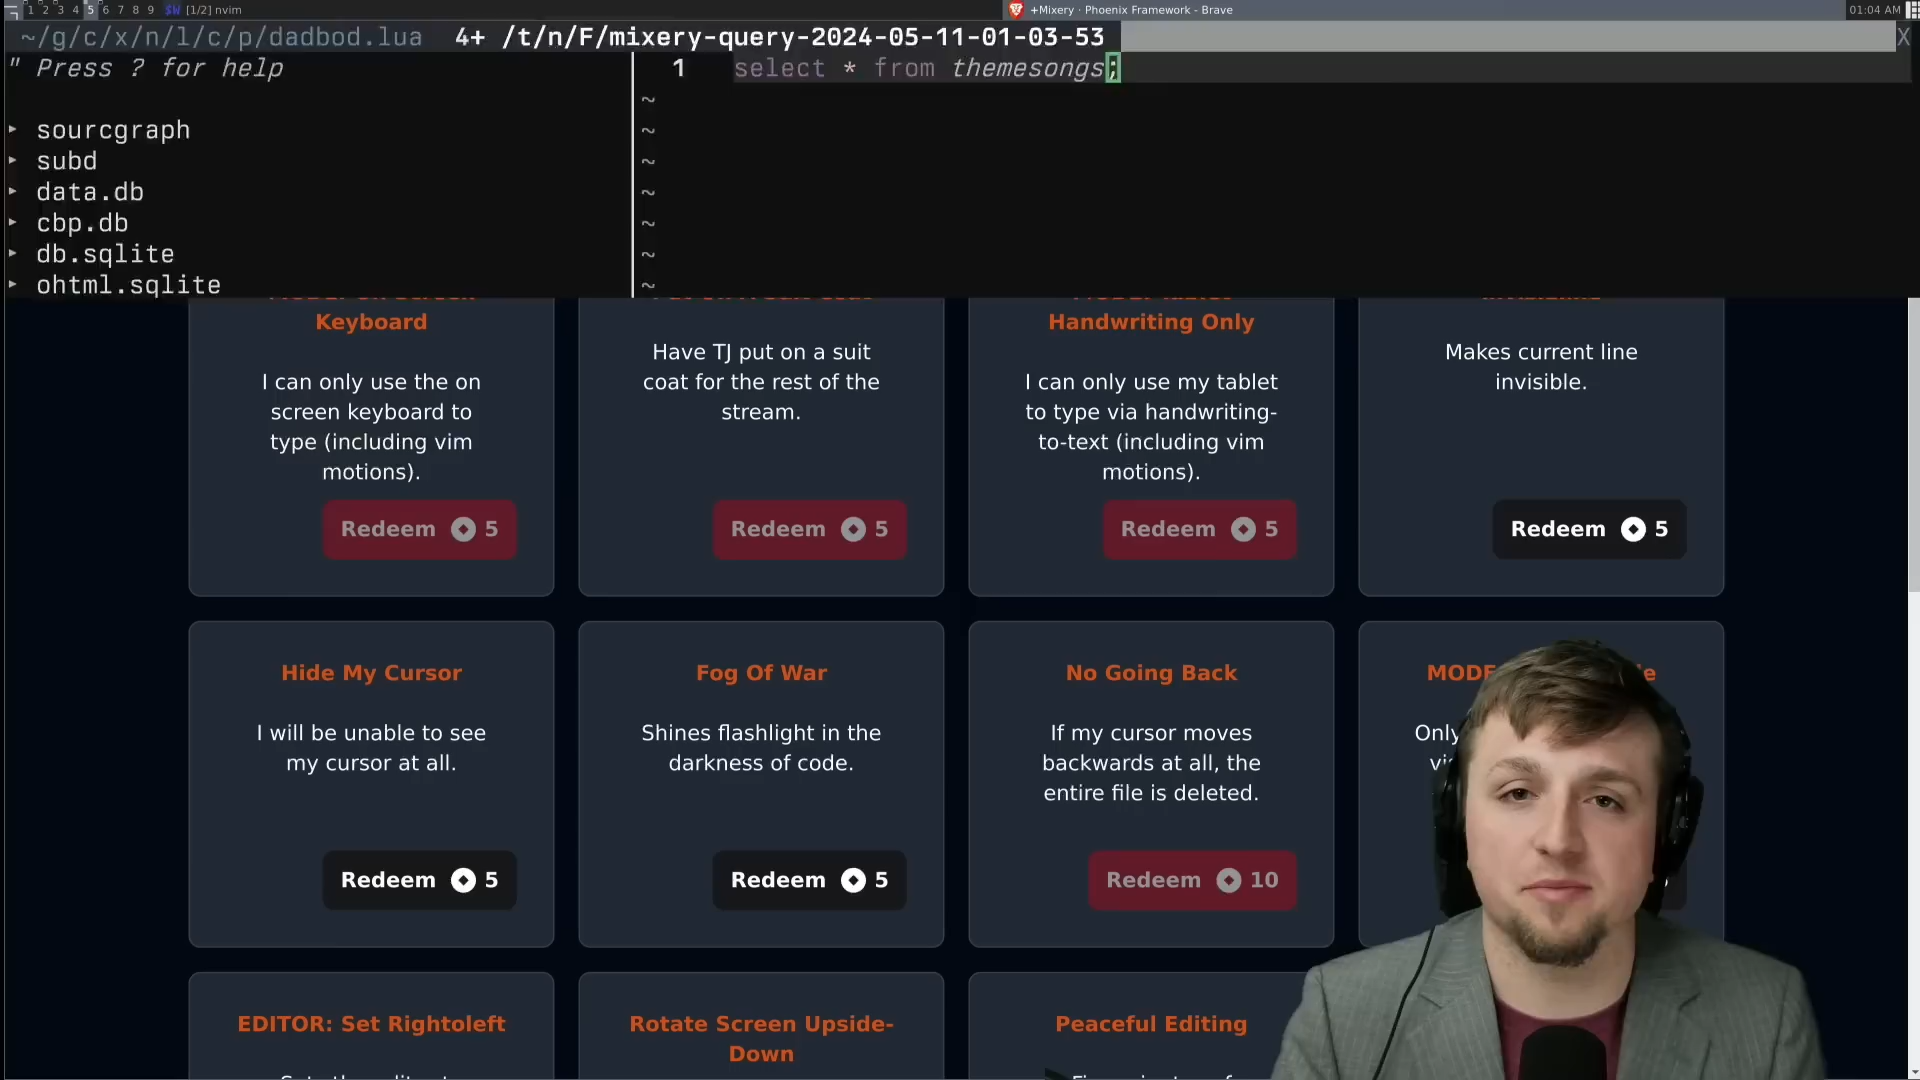 1 2 3 4 5 6 7 8 9 $W [1/2] nvim
+Mixery · Phoenix Framework - Brave
01:04 AM
~/g/c/x/n/l/c/p/dadbod.lua 4+ /t/n/F/mixery-query-2024-05-11-01-03-53 X
" Press ? for help
1 select * from themesongs;
~
~
~
~
~
~
~
▸ sourcgraph
▸ subd
▸ data.db
▸ cbp.db
▸ db.sqlite
▸ ohtml.sqlite
Keyboard
I can only use the on
screen keyboard to
type (including vim
motions).
Redeem 5
Have TJ put on a suit
coat for the rest of the
stream.
Redeem 5
Handwriting Only
I can only use my tablet
to type via handwriting-
to-text (including vim
motions).
Redeem 5
Makes current line
invisible.
Redeem 5
Hide My Cursor
I will be unable to see
my cursor at all.
Redeem 5
Fog Of War
Shines flashlight in the
darkness of code.
Redeem 5
No Going Back
If my cursor moves
backwards at all, the
entire file is deleted.
Redeem 10
MODE
Only
EDITOR: Set Rightoleft
Rotate Screen Upside-
Down
Peaceful Editing